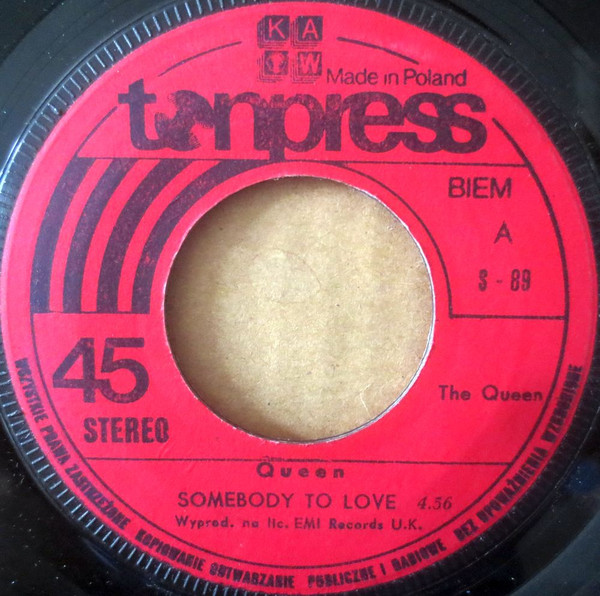 KA
W
Made in Poland
tonpress
BIEM
A
S - 89
45
STEREO
The Queen
Queen
SOMEBODY TO LOVE 4.56
Wyprod. na lic. EMI Records U.K.
WSZYSTKIE PRAWA ZASTRZEŻONE KOPIOWANIE ODTWARZANIE PUBLICZNE I RADIOWE BEZ UPOWAŻNIENIA WZBRONIONE